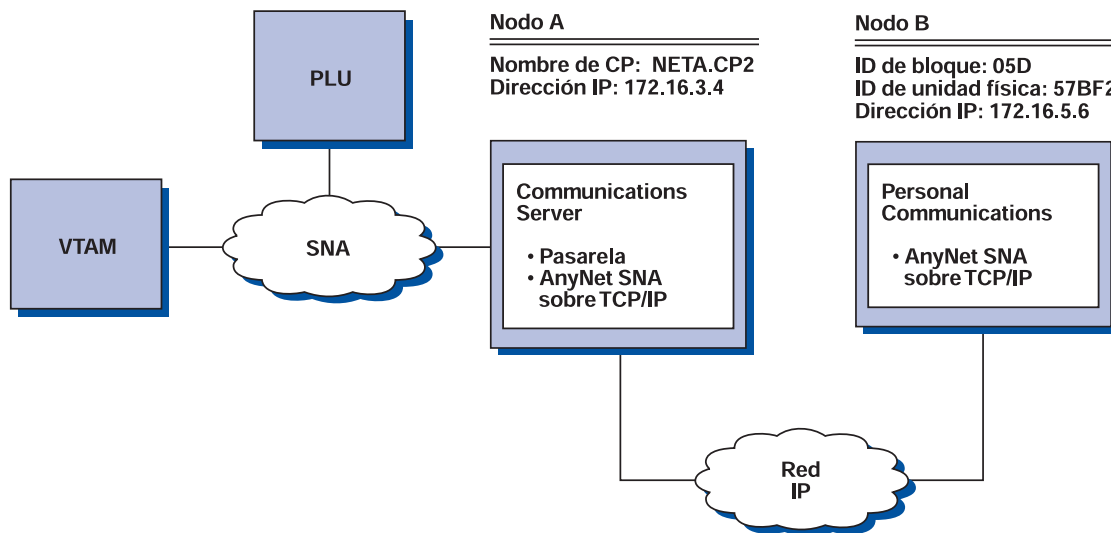 PLU
VTAM
SNA
Nodo A
Nombre de CP: NETA.CP2
Dirección IP: 172.16.3.4
Communications
Server
• Pasarela
• AnyNet SNA
sobre TCP/IP
Nodo B
ID de bloque: 05D
ID de unidad física: 57BF2
Dirección IP: 172.16.5.6
Personal
Communications
• AnyNet SNA
sobre TCP/IP
Red
IP